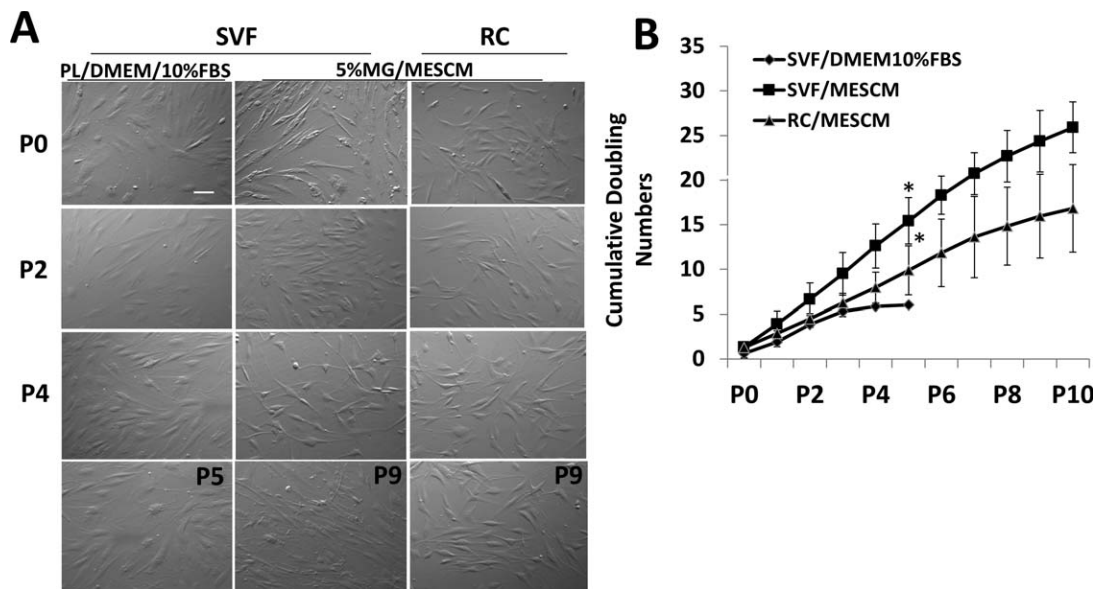 A
SVF
RC
PL/DMEM/10%FBS
5%MG/MESCM
P0
P2
P4
P5
P9
P9
B
Cumulative Doubling
Numbers
35
30
25
20
15
10
5
0
SVF/DMEM10%FBS
SVF/MESCM
RC/MESCM
*
*
P0
P2
P4
P6
P8
P10